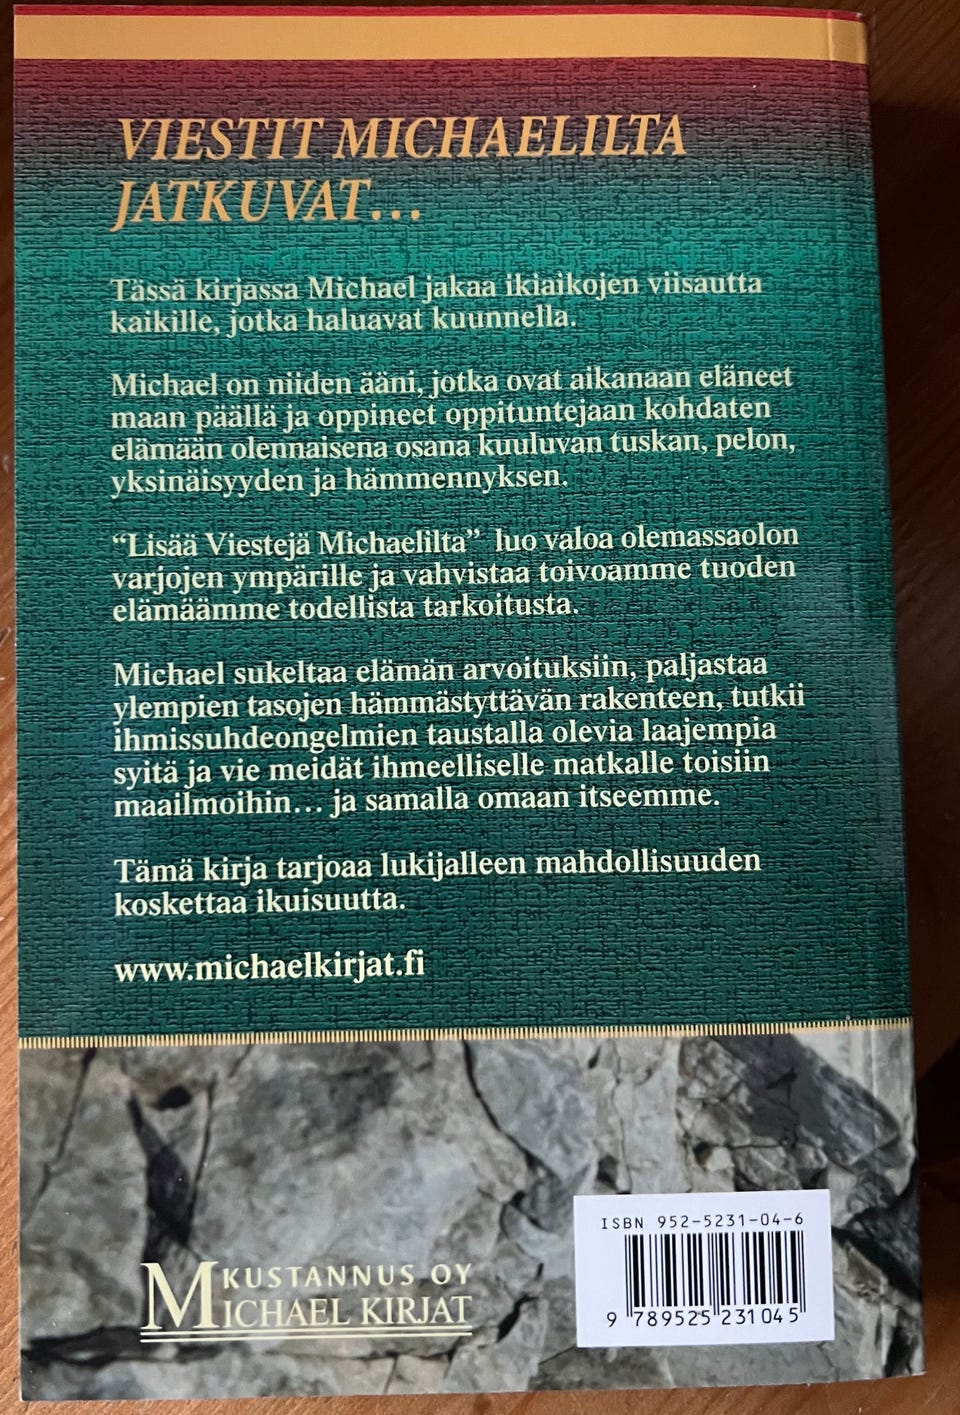 VIESTIT MICHAELILTA
JATKUVAT...
Tässä kirjassa Michael jakaa ikiaikojen viisautta
kaikille, jotka haluavat kuunnella.
Michael on niiden ääni, jotka ovat aikanaan eläneet
maan päällä ja oppineet oppituntejaan kohdaten
elämään olennaisena osana kuuluvan tuskan, pelon,
yksinäisyyden ja hämmennyksen.
“Lisää Viestejä Michaelilta” luo valoa olemassaolon
varjojen ympärille ja vahvistaa toivoamme tuoden
elämäämme todellista tarkoitusta.
Michael sukeltaa elämän arvoituksiin, paljastaa
ylempien tasojen hämmästyttävän rakenteen, tutkii
ihmissuhdeongelmien taustalla olevia laajempia
syitä ja vie meidät ihmeelliselle matkalle toisiin
maailmoihin... ja samalla omaan itseemme.
Tämä kirja tarjoaa lukijalleen mahdollisuuden
koskettaa ikuisuutta.
www.michaelkirjat.fi
ISBN 952-5231-04-6
9 789525 231045
KUSTANNUS OY
MICHAEL KIRJAT